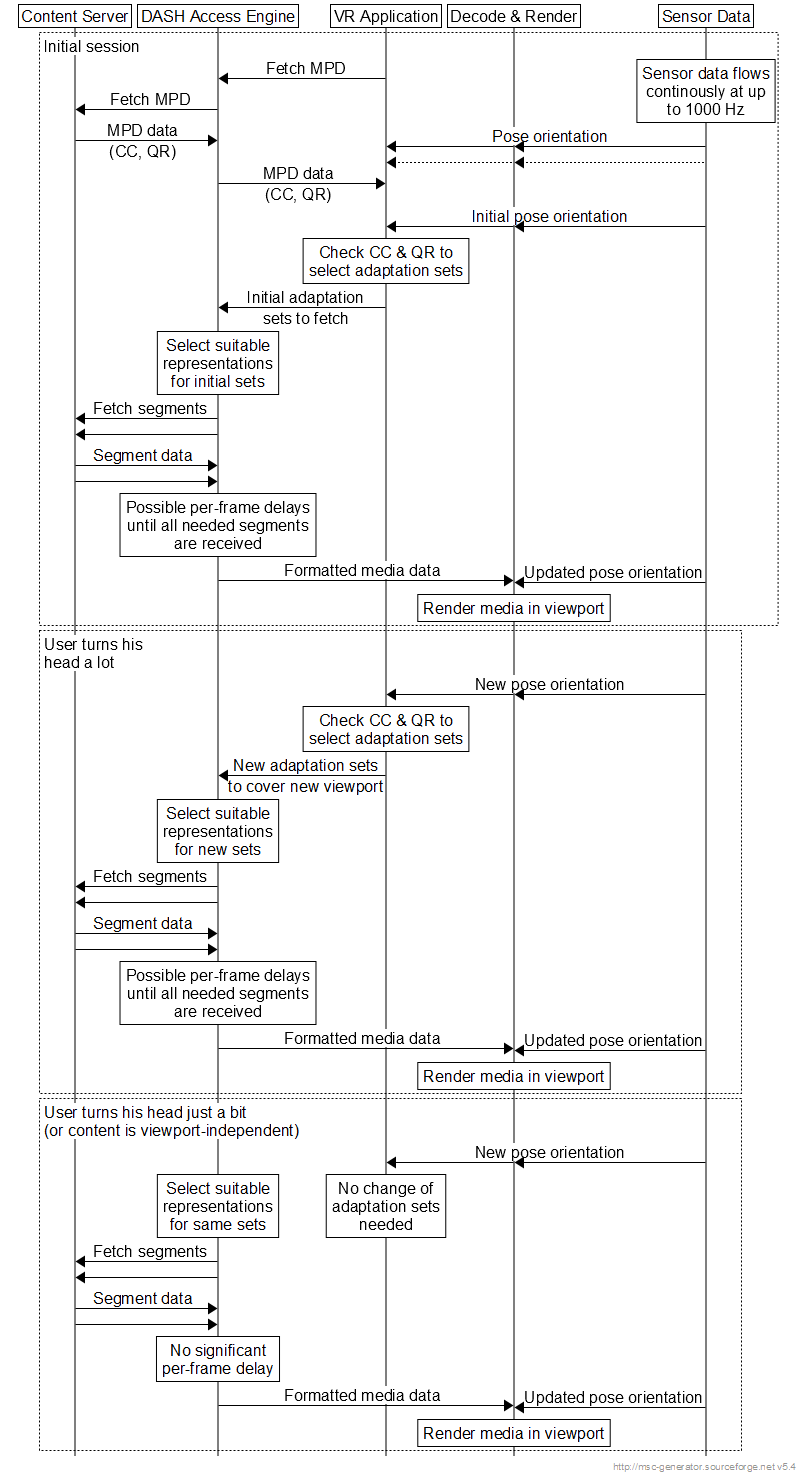 Content Server
DASH Access Engine
VR Application
Decode & Render
Sensor Data
Initial session
Fetch MPD
Sensor data flows
continously at up
to 1000 Hz
Fetch MPD
MPD data
(CC, QR)
Pose orientation
MPD data
(CC, QR)
Initial pose orientation
Check CC & QR to
select adaptation sets
Initial adaptation
sets to fetch
Select suitable
representations
for initial sets
Fetch segments
Segment data
Possible per-frame delays
until all needed segments
are received
Formatted media data
Updated pose orientation
Render media in viewport
User turns his
head a lot
New pose orientation
Check CC & QR to
select adaptation sets
New adaptation sets
to cover new viewport
Select suitable
representations
for new sets
Fetch segments
Segment data
Possible per-frame delays
until all needed segments
are received
Formatted media data
Updated pose orientation
Render media in viewport
User turns his head just a bit
(or content is viewport-independent)
New pose orientation
Select suitable
representations
for same sets
No change of
adaptation sets
needed
Fetch segments
Segment data
No significant
per-frame delay
Formatted media data
Updated pose orientation
Render media in viewport
http://msc-generator.sourceforge.net v5.4